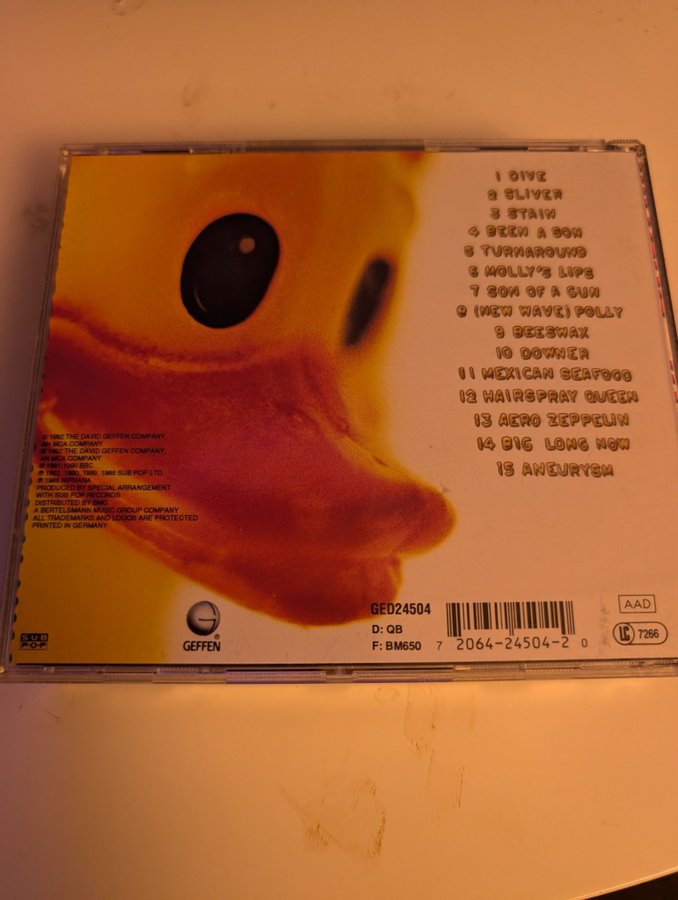 1 DIVE
2 SLIVER
3 STAIN
4 BEEN A SON
5 TURNAROUND
6 MOLLY'S LIPS
7 SON OF A GUN
8 (NEW WAVE) POLLY
9 BEESWAX
10 DOWNER
11 MEXICAN SEAFOOD
12 HAIRSPRAY QUEEN
13 AERO ZEPPELIN
14 BIG LONG NOW
15 ANEURYSM
© 1992 THE DAVID GEFFEN COMPANY,
AN MCA COMPANY
℗ 1992 THE DAVID GEFFEN COMPANY,
AN MCA COMPANY
℗ 1991, 1990 BBC
℗ 1992, 1990, 1989, 1988 SUB POP LTD.
℗ 1988 NIRVANA
PRODUCED BY SPECIAL ARRANGEMENT
WITH SUB POP RECORDS
DISTRIBUTED BY BMG
A BERTELSMANN MUSIC GROUP COMPANY
ALL TRADEMARKS AND LOGOS ARE PROTECTED
PRINTED IN GERMANY
SUB
POP
®
GEFFEN
GED24504
D: QB
F: BM650
7 2064-24504-2 0
AAD
LC 7266